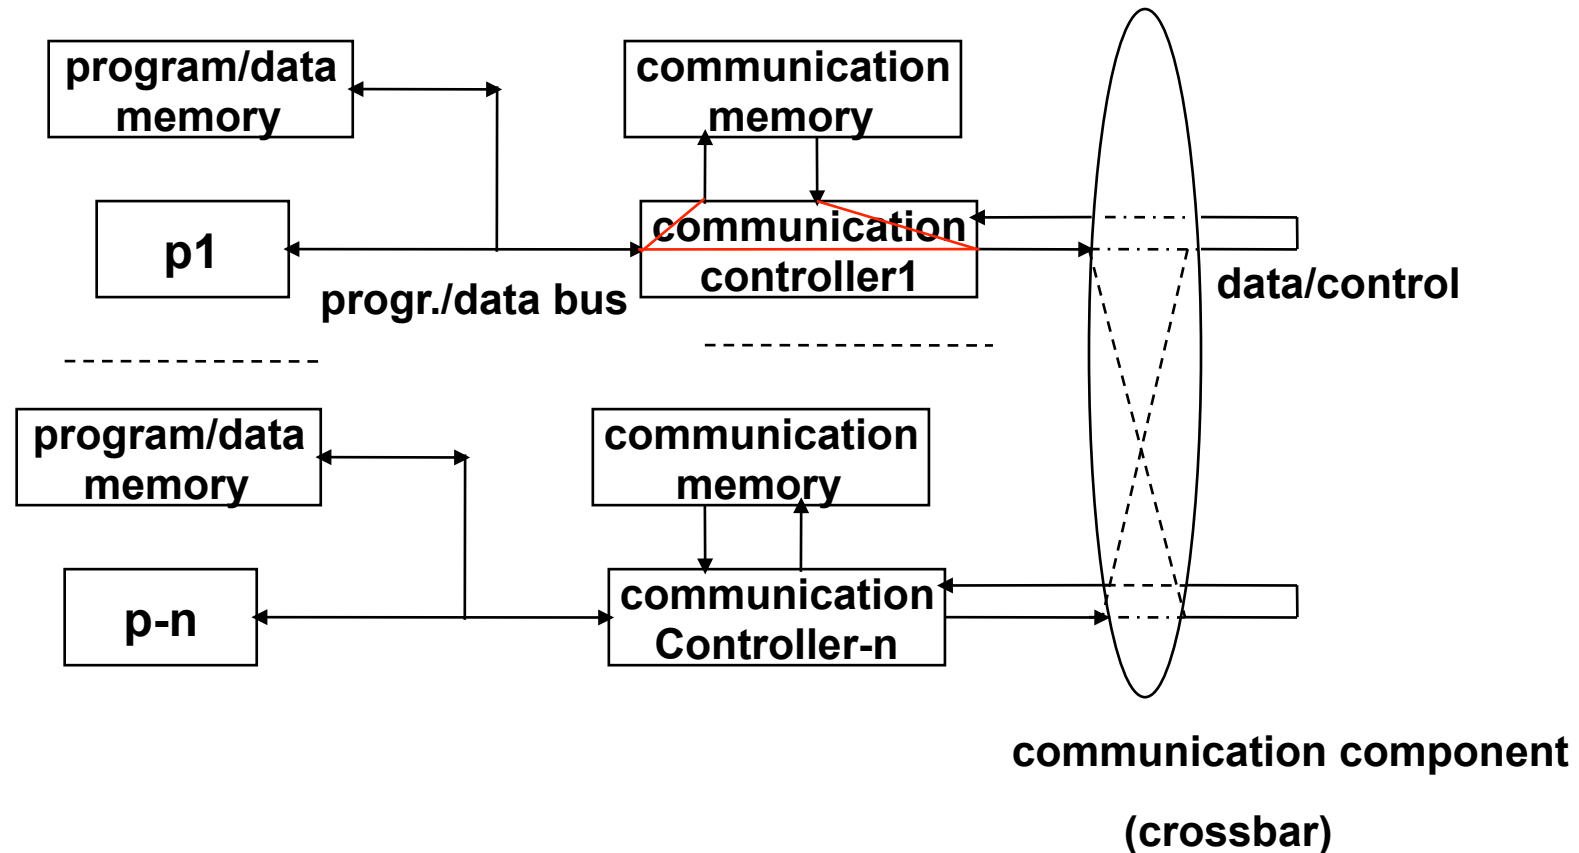 program/data
memory
communication
memory
p1
communication
controller1
progr./data bus
data/control
program/data
memory
communication
memory
p-n
communication
Controller-n
communication component
(crossbar)